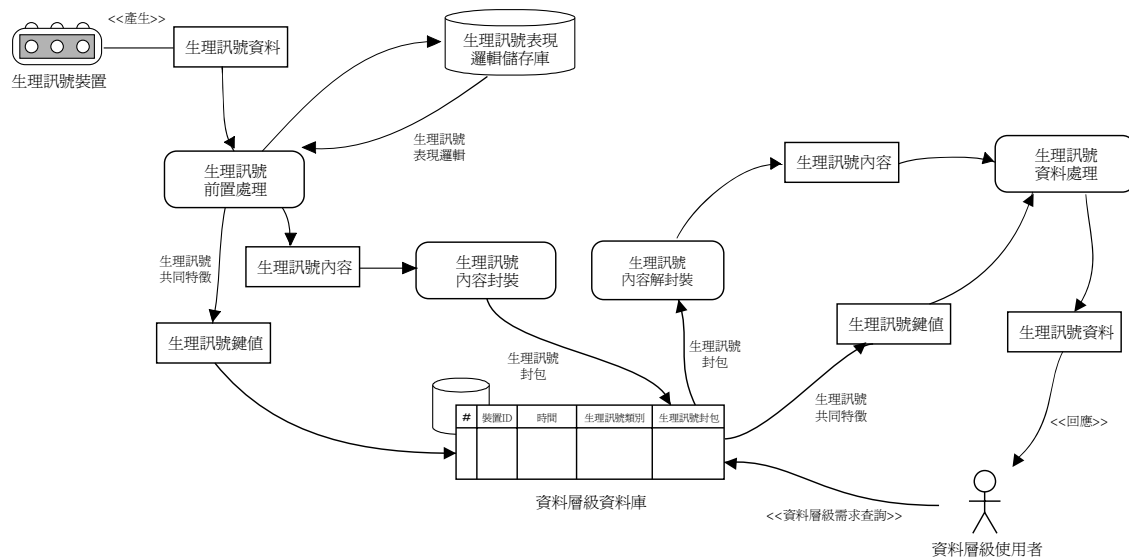 <<產生>>
生理訊號裝置
生理訊號資料
生理訊號表現
邏輯儲存庫
生理訊號
表現邏輯
生理訊號
前置處理
生理訊號
共同特徵
生理訊號內容
生理訊號
內容封裝
生理訊號鍵值
生理訊號
封包
生理訊號
內容解封裝
生理訊號
封包
生理訊號內容
生理訊號
資料處理
生理訊號鍵值
生理訊號
共同特徵
生理訊號資料
<<回應>>
# 裝置ID 時間 生理訊號類別 生理訊號封包
資料層級資料庫
<<資料層級需求查詢>>
資料層級使用者